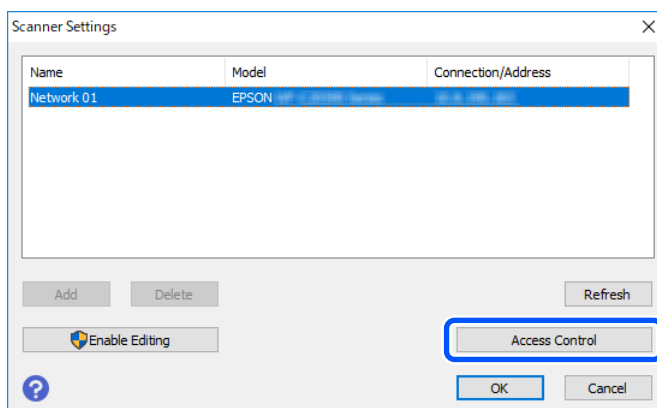 Scanner Settings
Name Model Connection/Address
Network 01 EPSON
Add Delete Refresh
Enable Editing Access Control
? OK Cancel